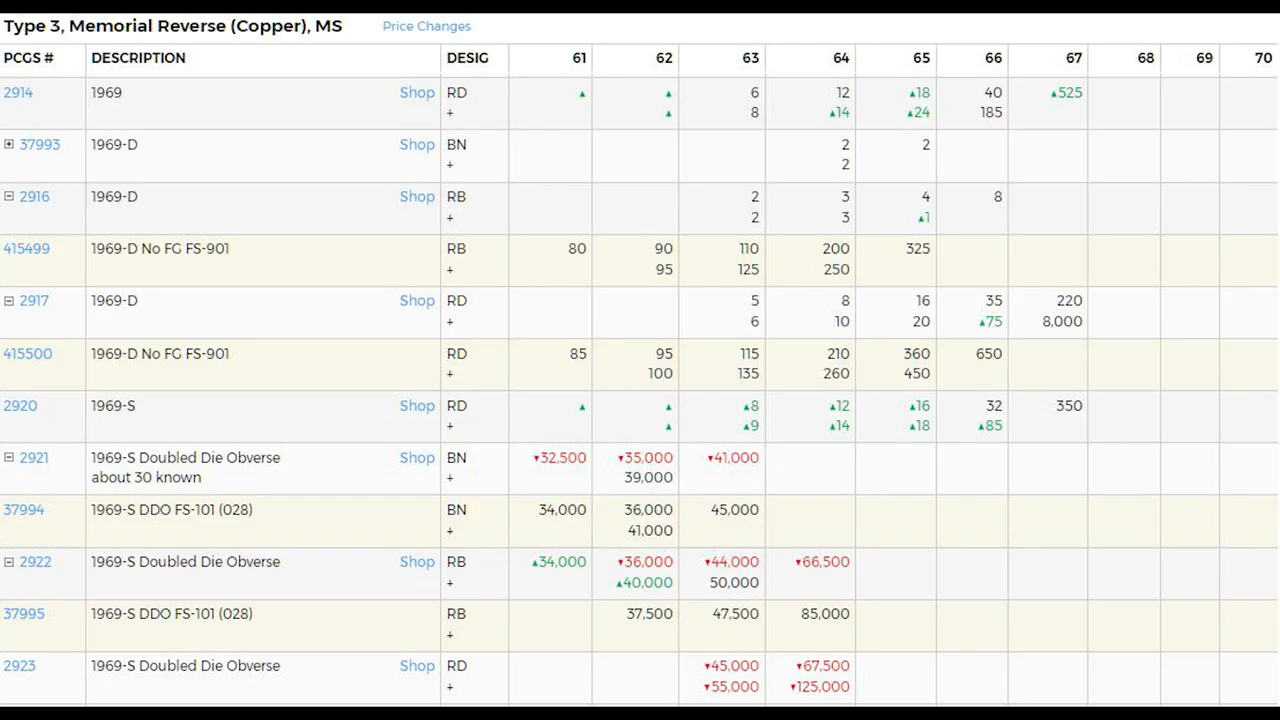 Type 3, Memorial Reverse (Copper), MS Price Changes
PCGS # DESCRIPTION DESIG 61 62 63 64 65 66 67 68 69 70
2914 1969 Shop RD ▲ ▲ 6 12 ▲18 40 ▲525
+ ▲ 8 ▲14 ▲24 185
37993 1969-D Shop BN 2 2
+ 2
2916 1969-D Shop RB 2 3 4 8
+ 2 3 ▲1
415499 1969-D No FG FS-901 RB 80 90 110 200 325
+ 95 125 250
2917 1969-D Shop RD 5 8 16 35 220
+ 6 10 20 ▲75 8,000
415500 1969-D No FG FS-901 RD 85 95 115 210 360 650
+ 100 135 260 450
2920 1969-S Shop RD ▲ ▲ ▲8 ▲12 ▲16 32 350
+ ▲ ▲9 ▲14 ▲18 ▲85
2921 1969-S Doubled Die Obverse Shop BN ▼32,500 ▼35,000 ▼41,000
about 30 known + 39,000
37994 1969-S DDO FS-101 (028) BN 34,000 36,000 45,000
+ 41,000
2922 1969-S Doubled Die Obverse Shop RB ▲34,000 ▼36,000 ▼44,000 ▼66,500
+ ▲40,000 50,000
37995 1969-S DDO FS-101 (028) RB 37,500 47,500 85,000
+
2923 1969-S Doubled Die Obverse Shop RD ▼45,000 ▼67,500
+ ▼55,000 ▼125,000